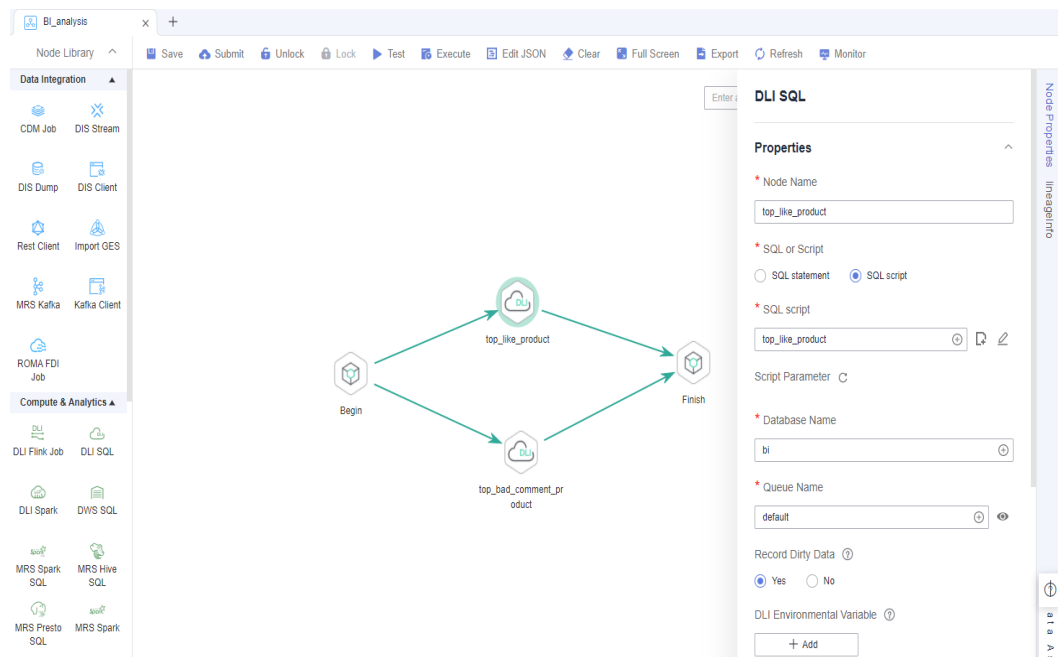 BI_analysis
Node Library
Save
Submit
Unlock
Lock
Test
Execute
Edit JSON
Clear
Full Screen
Export
Refresh
Monitor
Data Integration
CDM Job
DIS Stream
DIS Dump
DIS Client
Rest Client
Import GES
MRS Kafka
Kafka Client
ROMA FDI
Job
Compute & Analytics
DLI
DLI Flink Job
DLI SQL
DLI Spark
DWS SQL
MRS Spark
SQL
MRS Hive
SQL
MRS Presto
SQL
MRS Spark
Enter
DLI
top_like_product
Begin
Finish
DLI
top_bad_comment_pr
oduct
DLI SQL
Properties
* Node Name
top_like_product
* SQL or Script
SQL statement
SQL script
* SQL script
top_like_product
Script Parameter
* Database Name
bi
* Queue Name
default
Record Dirty Data
Yes
No
DLI Environmental Variable
+ Add
Node Properties
lineageInfo